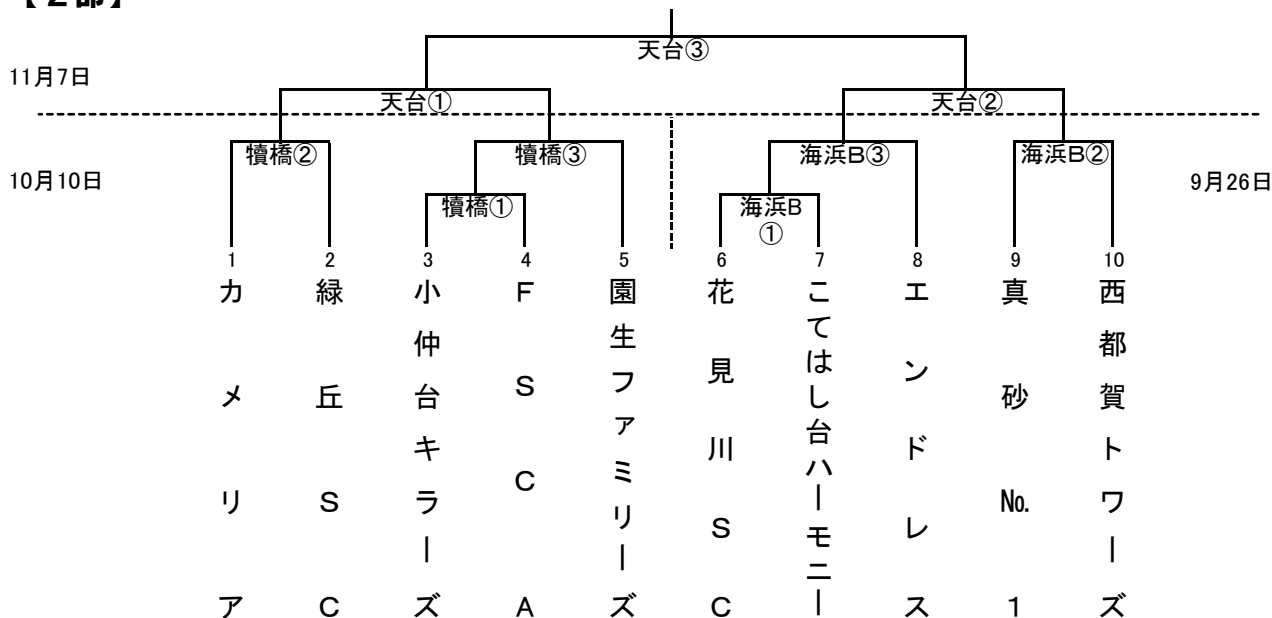 【２部】
天台③
11月7日
天台①
天台②
犢橋②
犢橋③
海浜B③
海浜B②
10月10日
9月26日
犢橋①
海浜B
①
1
2
3
4
5
6
7
8
9
10
カメリア
緑丘SC
小仲台キラーズ
FSCA
園生ファミリーズ
花見川SC
こてはし台ハーモニー
エンドレス
真砂№1
西都賀トワーズ